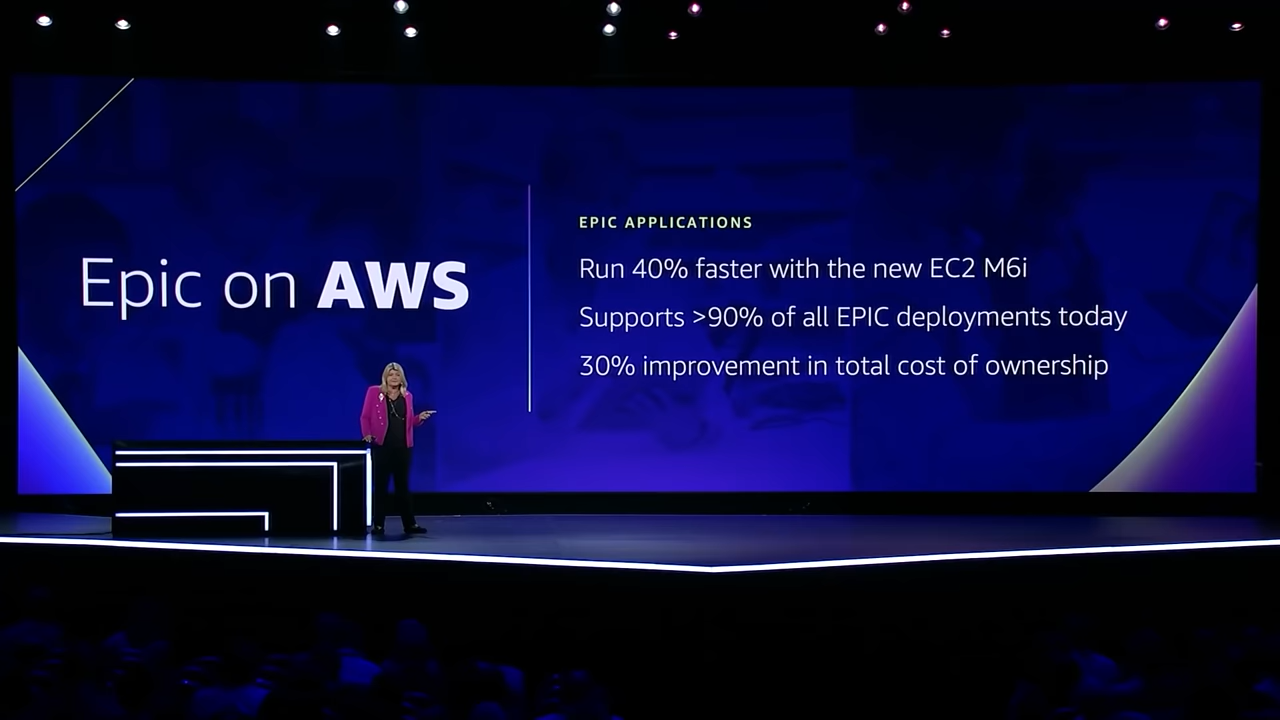 Epic on AWS
EPIC APPLICATIONS
Run 40% faster with the new EC2 M6i
Supports >90% of all EPIC deployments today
30% improvement in total cost of ownership